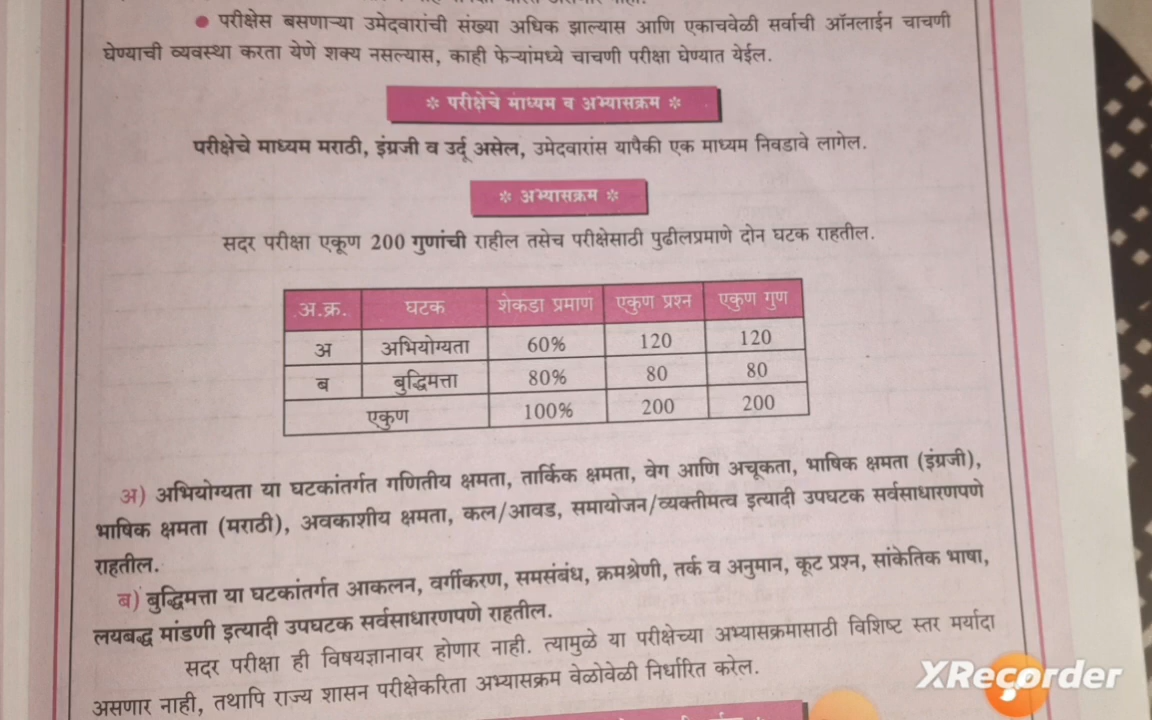 ● परीक्षेस बसणाऱ्या उमेदवारांची संख्या अधिक झाल्यास आणि एकाचवेळी सर्वाची ऑनलाईन चाचणी
घेण्याची व्यवस्था करता येणे शक्य नसल्यास, काही फेऱ्यांमध्ये चाचणी परीक्षा घेण्यात येईल.
❊ परीक्षेचे माध्यम व अभ्यासक्रम ❊
परीक्षेचे माध्यम मराठी, इंग्रजी व उर्दू असेल, उमेदवारांस यापैकी एक माध्यम निवडावे लागेल.
❊ अभ्यासक्रम ❊
सदर परीक्षा एकूण 200 गुणांची राहील तसेच परीक्षेसाठी पुढीलप्रमाणे दोन घटक राहतील.
अ.क्र. घटक शेकडा प्रमाण एकुण प्रश्न एकुण गुण
अ अभियोग्यता 60% 120 120
ब बुद्धिमत्ता 80% 80 80
एकुण 100% 200 200
अ) अभियोग्यता या घटकांतर्गत गणितीय क्षमता, तार्किक क्षमता, वेग आणि अचूकता, भाषिक क्षमता (इंग्रजी),
भाषिक क्षमता (मराठी), अवकाशीय क्षमता, कल/आवड, समायोजन/व्यक्तीमत्व इत्यादी उपघटक सर्वसाधारणपणे
राहतील.
ब) बुद्धिमत्ता या घटकांतर्गत आकलन, वर्गीकरण, समसंबंध, क्रमश्रेणी, तर्क व अनुमान, कूट प्रश्न, सांकेतिक भाषा,
लयबद्ध मांडणी इत्यादी उपघटक सर्वसाधारणपणे राहतील.
सदर परीक्षा ही विषयज्ञानावर होणार नाही. त्यामुळे या परीक्षेच्या अभ्यासक्रमासाठी विशिष्ट स्तर मर्यादा
असणार नाही, तथापि राज्य शासन परीक्षेकरिता अभ्यासक्रम वेळोवेळी निर्धारित करेल.
XRecorder